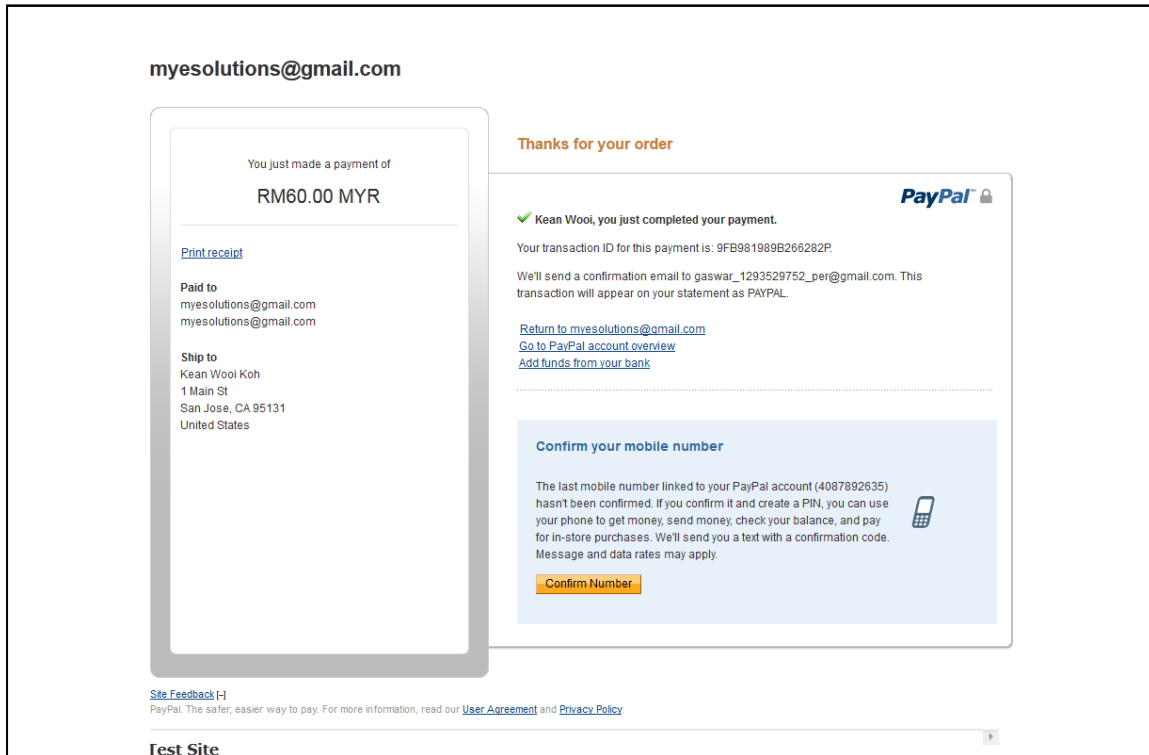 myesolutions@gmail.com
You just made a payment of
RM60.00 MYR
Print receipt
Paid to
myesolutions@gmail.com
myesolutions@gmail.com
Ship to
Kean Wooi Koh
1 Main St
San Jose, CA 95131
United States
Thanks for your order
PayPal™
Kean Wooi, you just completed your payment.
Your transaction ID for this payment is: 9FB981989B266282P.
We'll send a confirmation email to gaswar_1293529752_per@gmail.com. This
transaction will appear on your statement as PAYPAL.
Return to myesolutions@gmail.com
Go to PayPal account overview
Add funds from your bank
Confirm your mobile number
The last mobile number linked to your PayPal account (4087892635)
hasn't been confirmed. If you confirm it and create a PIN, you can use
your phone to get money, send money, check your balance, and pay
for in-store purchases. We'll send you a text with a confirmation code.
Message and data rates may apply.
Confirm Number
Site Feedback [-]
PayPal. The safer, easier way to pay. For more information, read our User Agreement and Privacy Policy.
Test Site